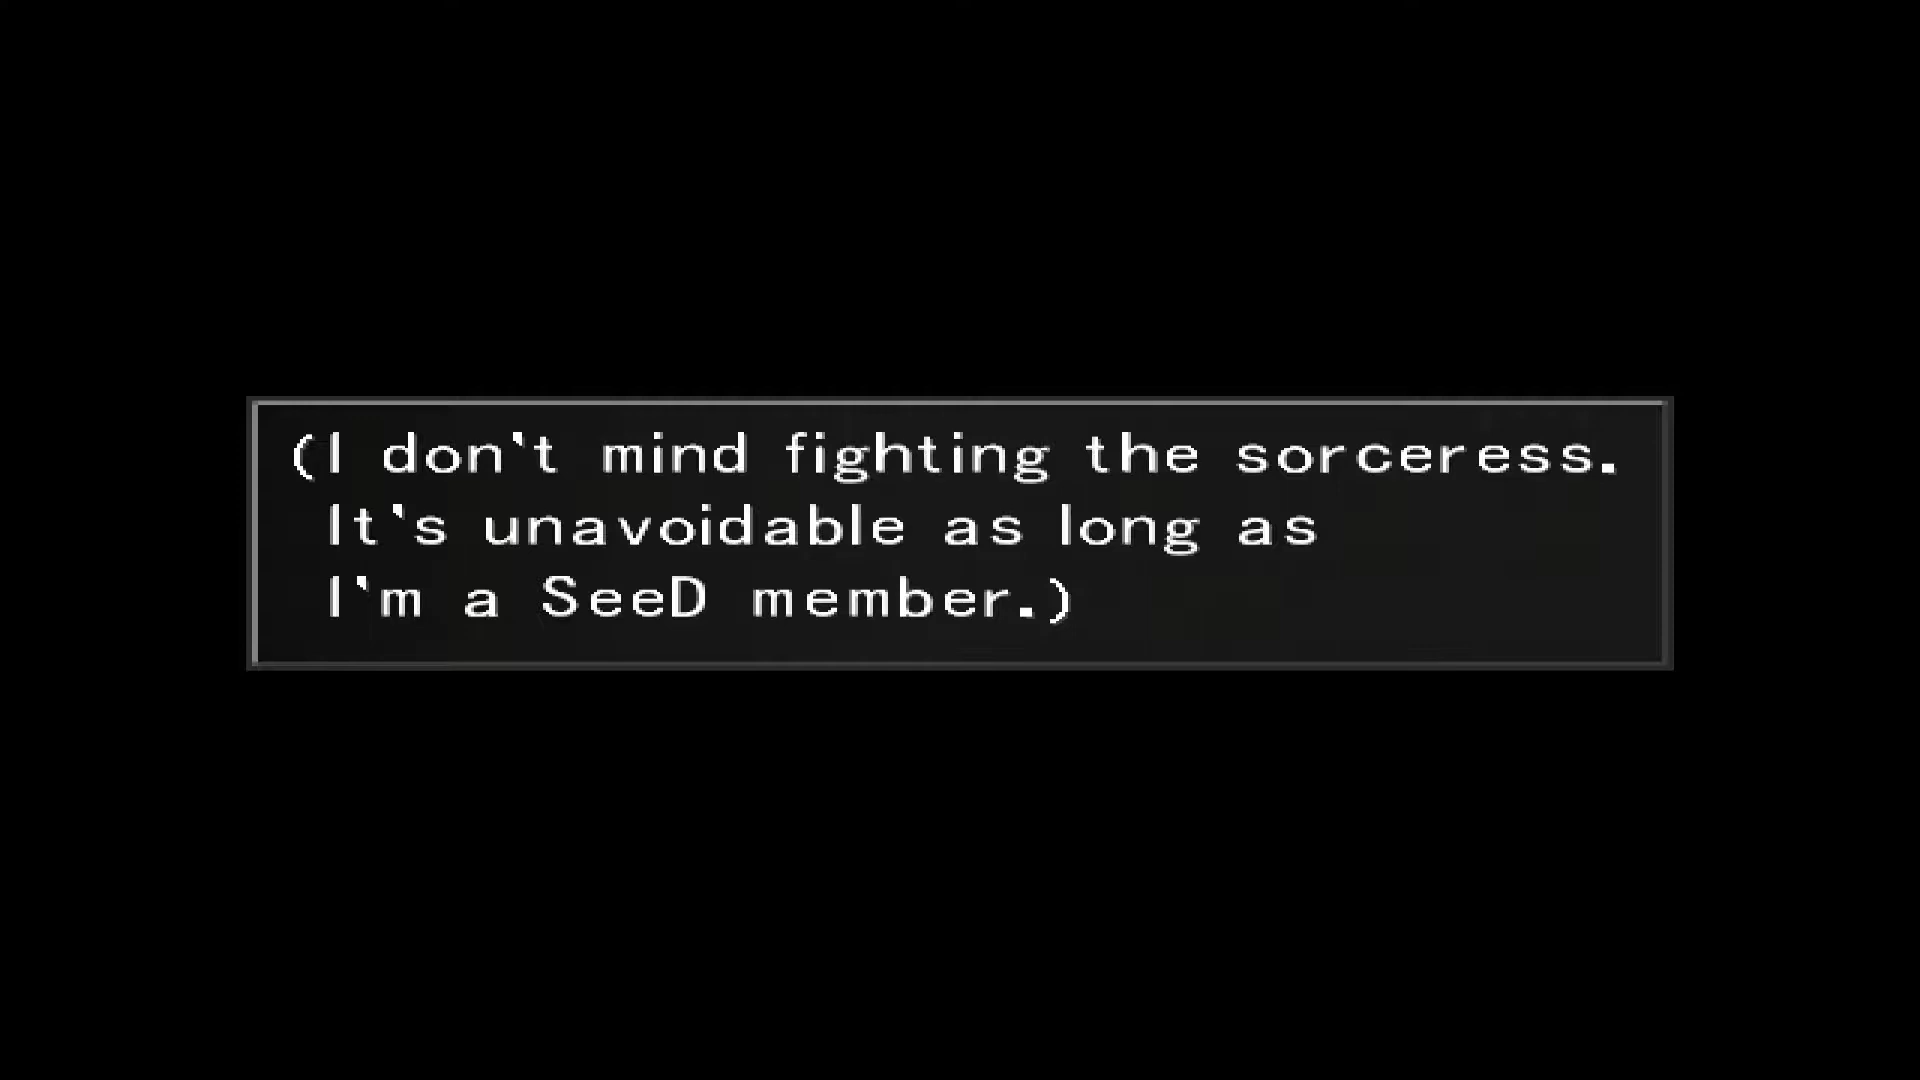 (I don't mind fighting the sorceress.
It's unavoidable as long as
I'm a SeeD member.)